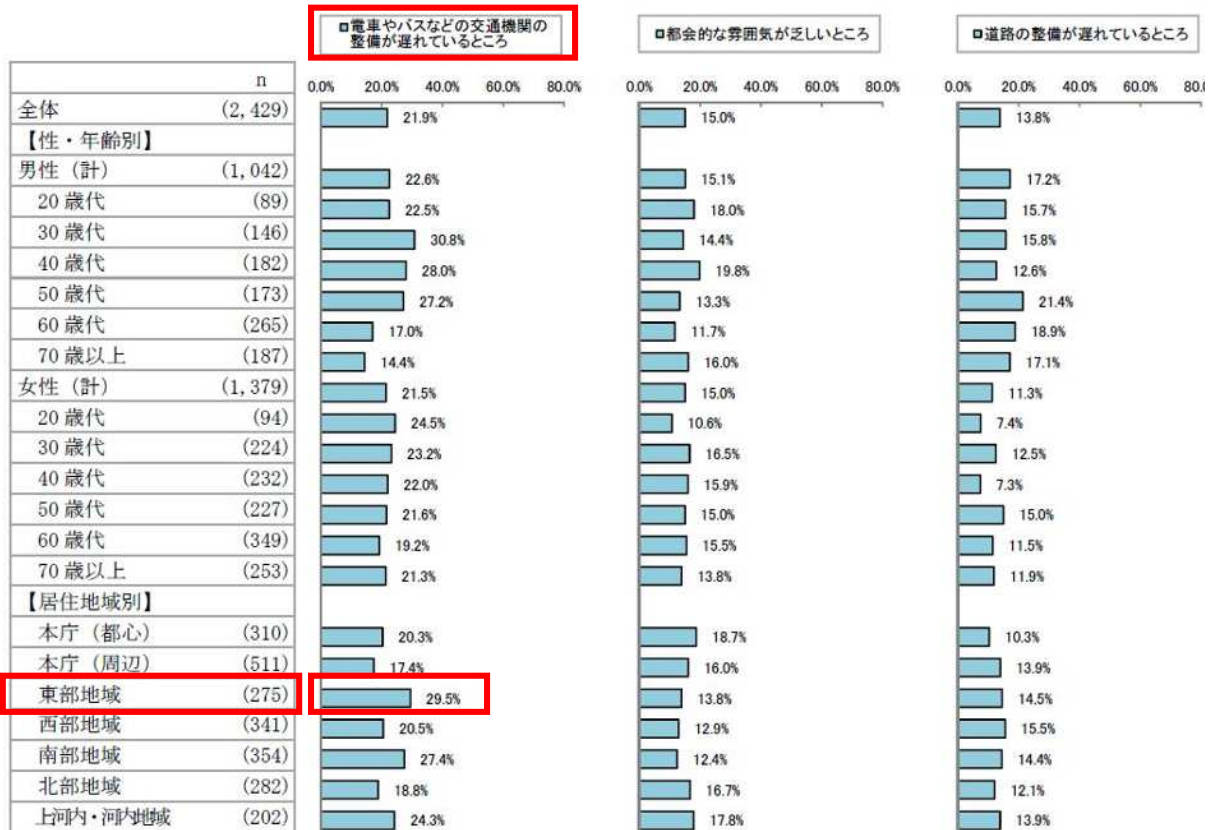 ■電車やバスなどの交通機関の
整備が遅れているところ
■都会的な雰囲気が乏しいところ
■道路の整備が遅れているところ
n
0.0% 20.0% 40.0% 60.0% 80.0% 0.0% 20.0% 40.0% 60.0% 80.0% 0.0% 20.0% 40.0% 60.0% 80.0
全体 (2,429) 21.9% 15.0% 13.8%
【性・年齢別】
男性（計） (1,042) 22.6% 15.1% 17.2%
20歳代 (89) 22.5% 18.0% 15.7%
30歳代 (146) 30.8% 14.4% 15.8%
40歳代 (182) 28.0% 19.8% 12.6%
50歳代 (173) 27.2% 13.3% 21.4%
60歳代 (265) 17.0% 11.7% 18.9%
70歳以上 (187) 14.4% 16.0% 17.1%
女性（計） (1,379) 21.5% 15.0% 11.3%
20歳代 (94) 24.5% 10.6% 7.4%
30歳代 (224) 23.2% 16.5% 12.5%
40歳代 (232) 22.0% 15.9% 7.3%
50歳代 (227) 21.6% 15.0% 15.0%
60歳代 (349) 19.2% 15.5% 11.5%
70歳以上 (253) 21.3% 13.8% 11.9%
【居住地域別】
本庁（都心） (310) 20.3% 18.7% 10.3%
本庁（周辺） (511) 17.4% 16.0% 13.9%
東部地域 (275) 29.5% 13.8% 14.5%
西部地域 (341) 20.5% 12.9% 15.5%
南部地域 (354) 27.4% 12.4% 14.4%
北部地域 (282) 18.8% 16.7% 12.1%
上河内・河内地域 (202) 24.3% 17.8% 13.9%